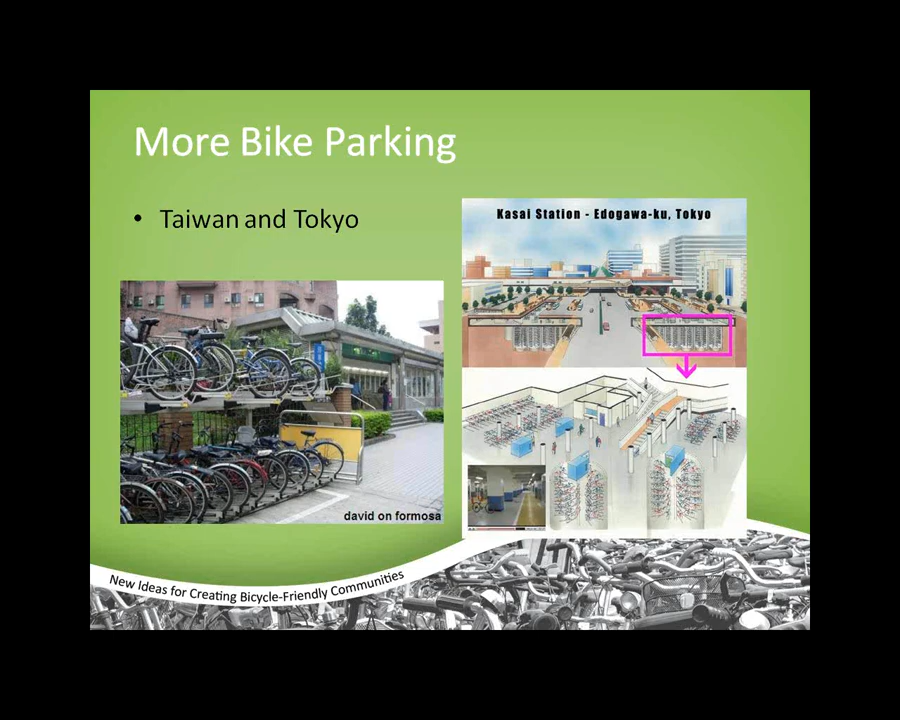 More Bike Parking
• Taiwan and Tokyo
Kasai Station - Edogawa-ku, Tokyo
david on formosa
New Ideas for Creating Bicycle-Friendly Communities